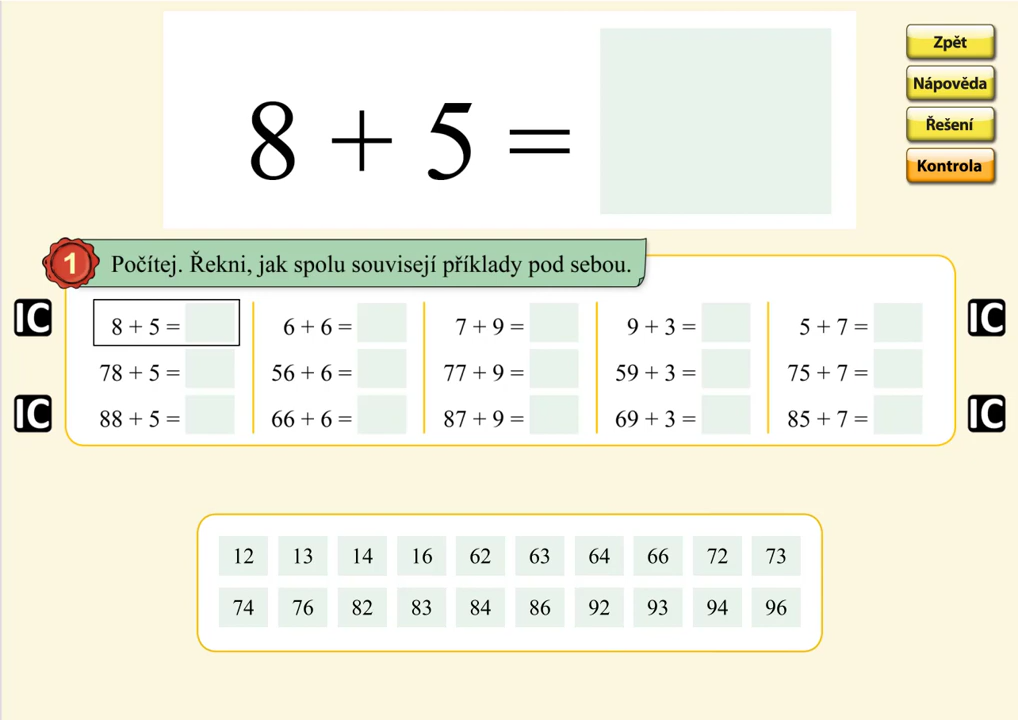 8 + 5 =
Zpět
Nápověda
Řešení
Kontrola
1 Počítej. Řekni, jak spolu souvisejí příklady pod sebou.
IC 8 + 5 = 6 + 6 = 7 + 9 = 9 + 3 = 5 + 7 = IC
78 + 5 = 56 + 6 = 77 + 9 = 59 + 3 = 75 + 7 =
IC 88 + 5 = 66 + 6 = 87 + 9 = 69 + 3 = 85 + 7 = IC
12 13 14 16 62 63 64 66 72 73
74 76 82 83 84 86 92 93 94 96